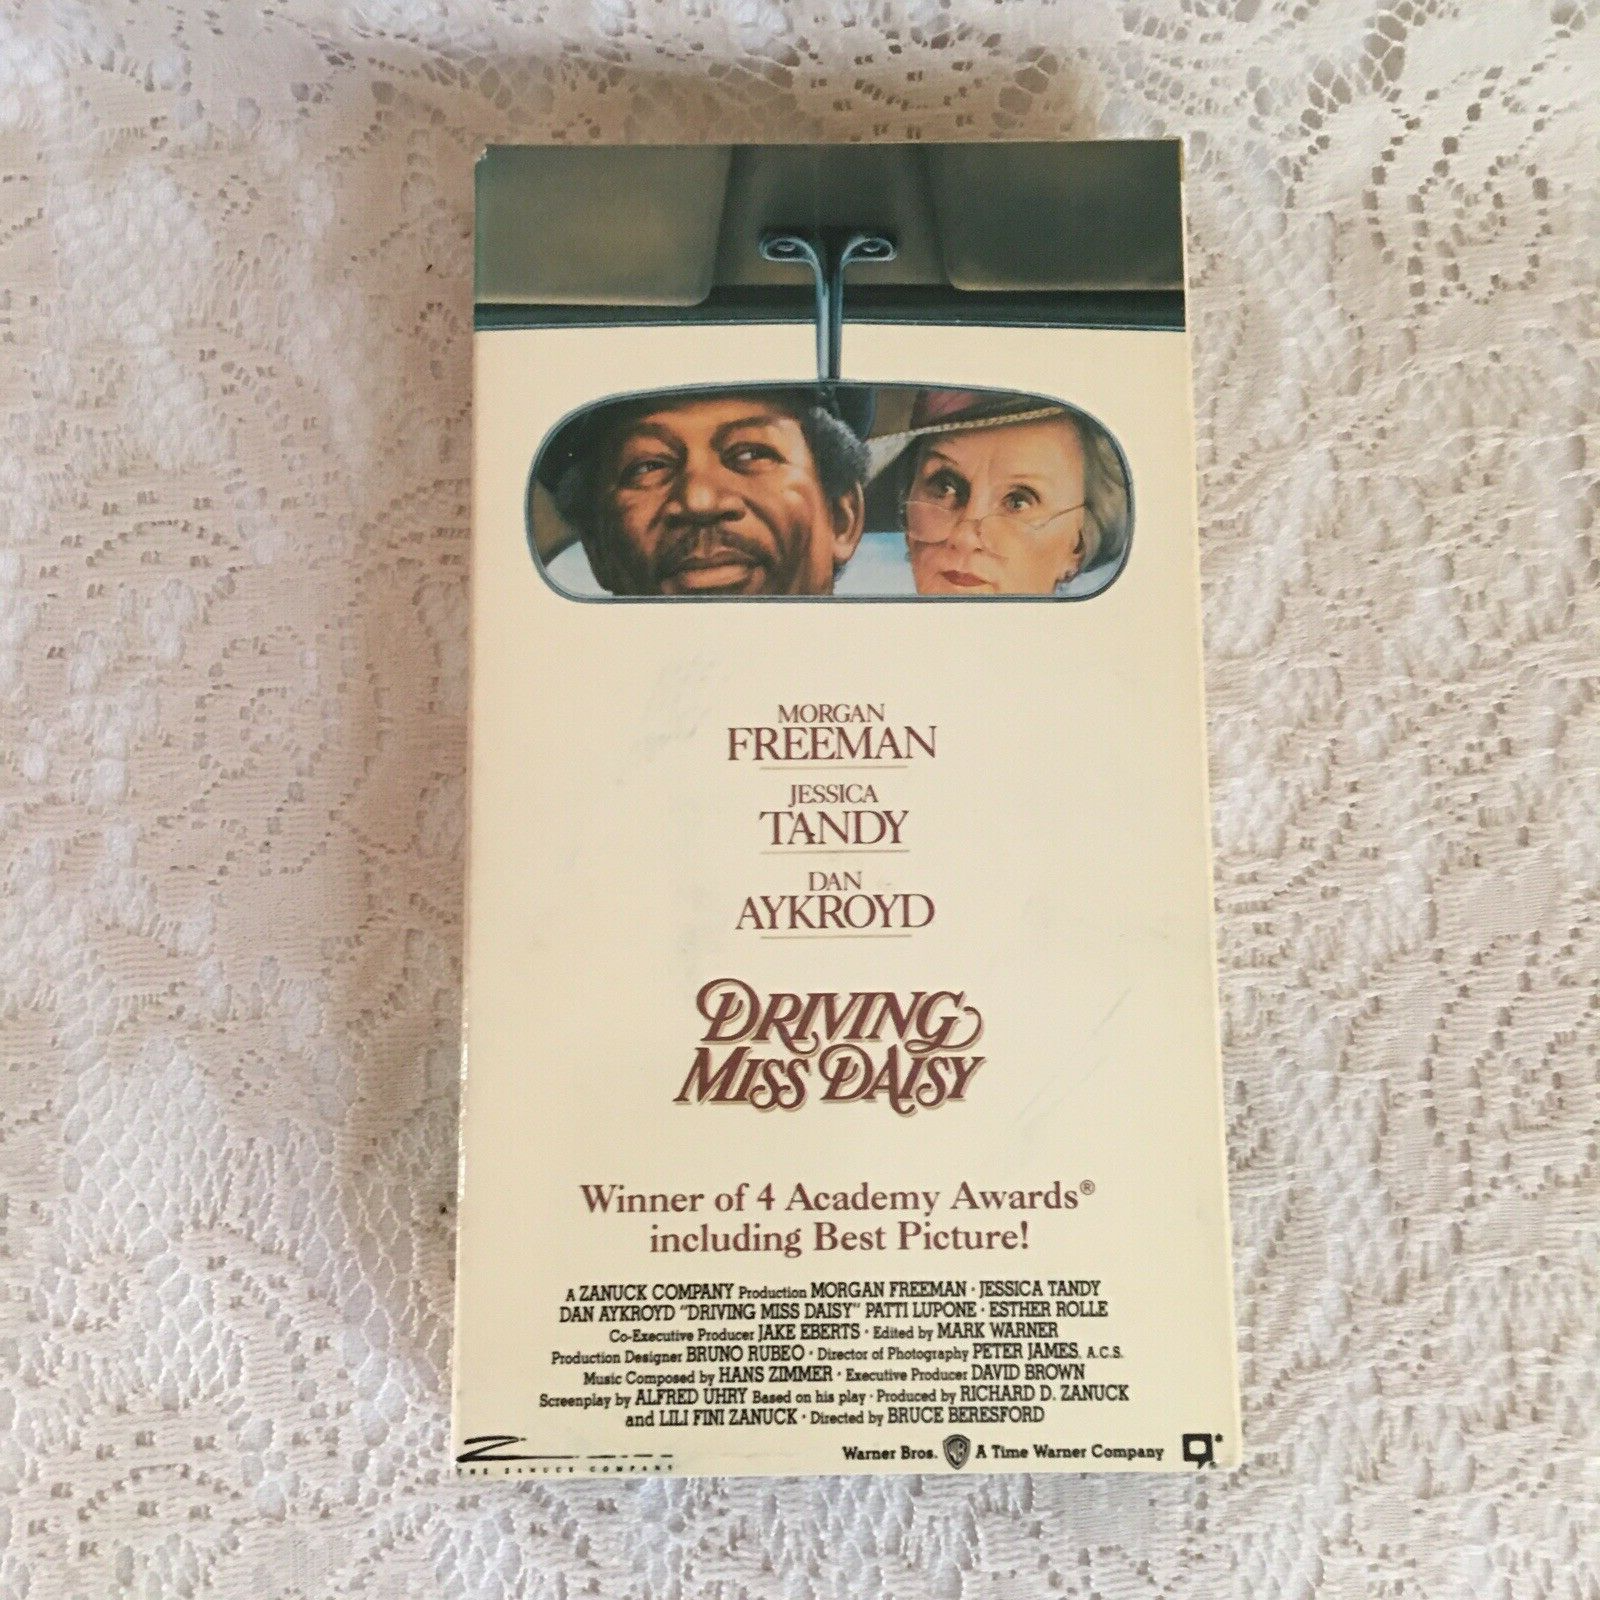 MORGAN
FREEMAN
JESSICA
TANDY
DAN
AYKROYD
DRIVING
MISS DAISY
Winner of 4 Academy Awards®
including Best Picture!
A ZANUCK COMPANY Production MORGAN FREEMAN · JESSICA TANDY
DAN AYKROYD "DRIVING MISS DAISY" PATTI LUPONE · ESTHER ROLLE
Co-Executive Producer JAKE EBERTS · Edited by MARK WARNER
Production Designer BRUNO RUBEO · Director of Photography PETER JAMES, A.C.S.
Music Composed by HANS ZIMMER · Executive Producer DAVID BROWN
Screenplay by ALFRED UHRY Based on his play · Produced by RICHARD D. ZANUCK
and LILI FINI ZANUCK · Directed by BRUCE BERESFORD
Z
THE ZANUCK COMPANY
Warner Bros. WB A Time Warner Company